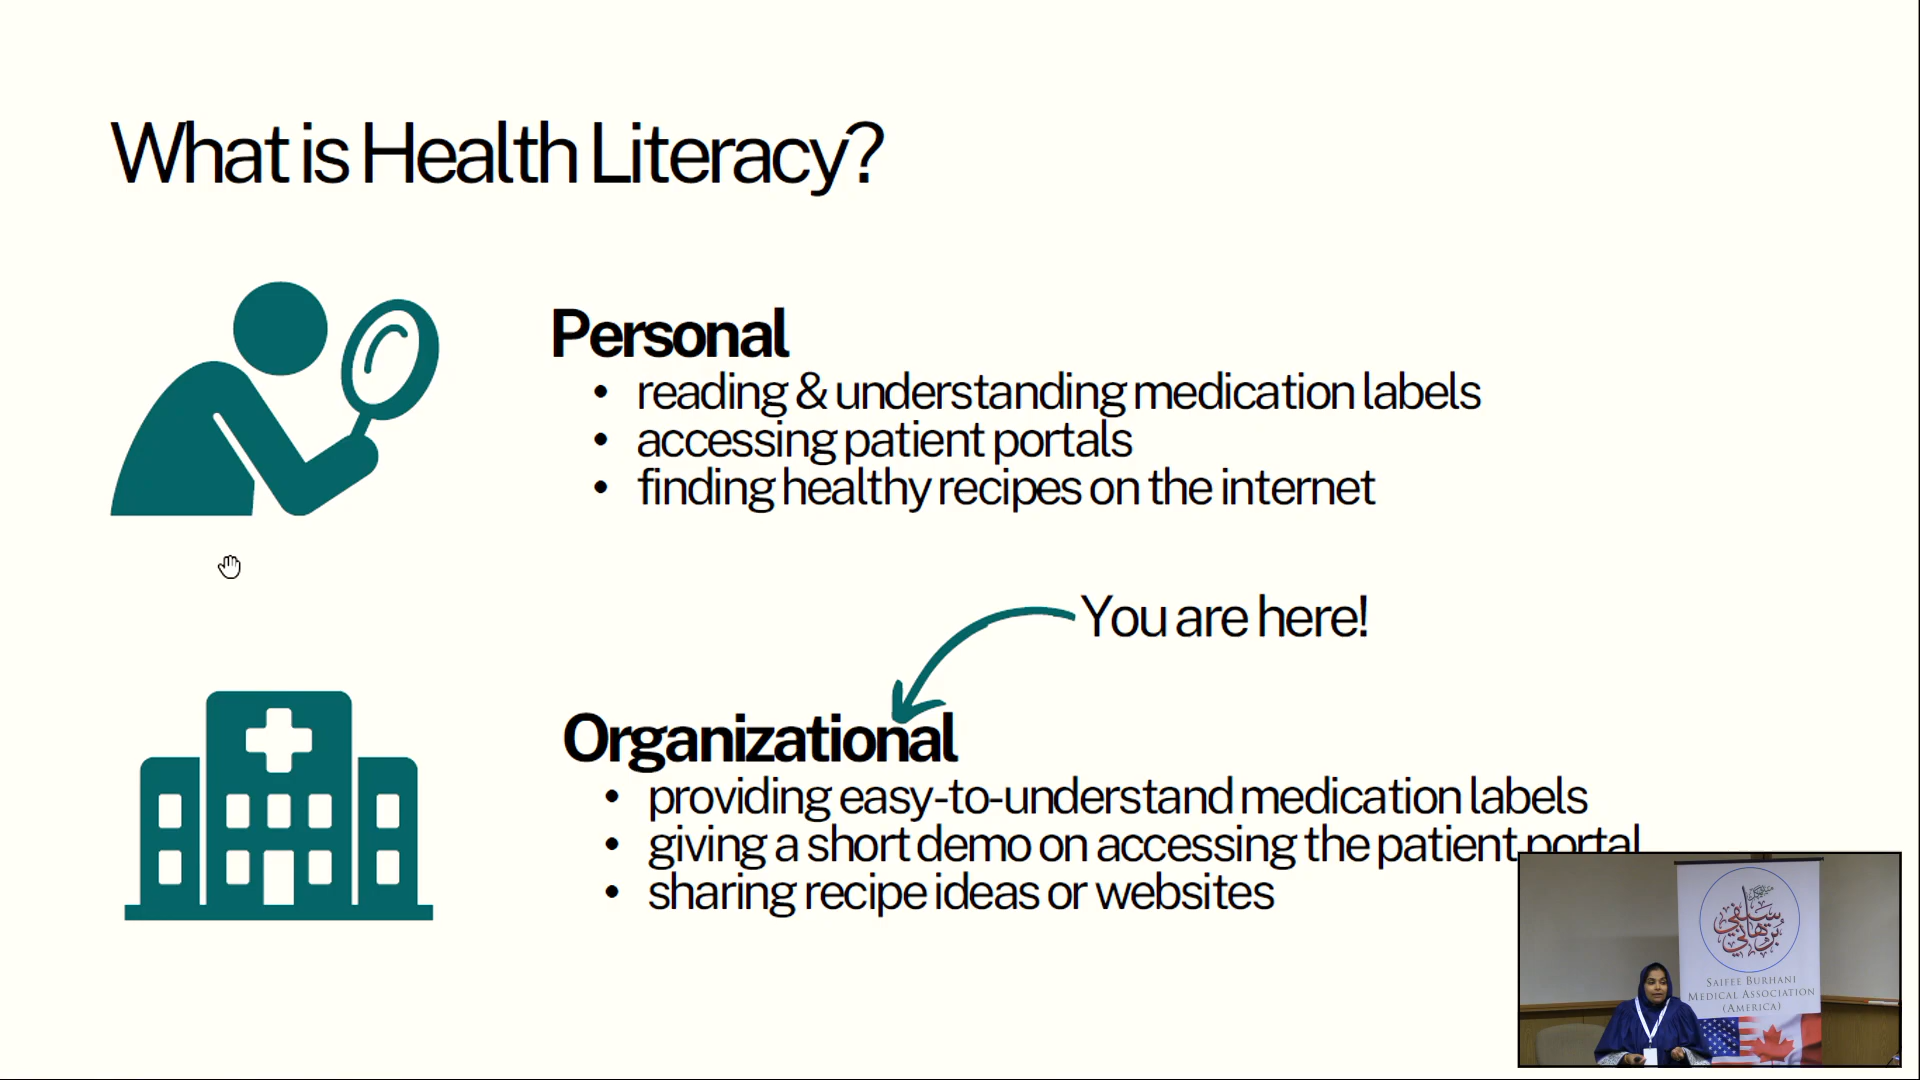 What is Health Literacy?
Personal
• reading & understanding medication labels
• accessing patient portals
• finding healthy recipes on the internet
You are here!
Organizational
• providing easy-to-understand medication labels
• giving a short demo on accessing the patient portal
• sharing recipe ideas or websites
سيفي
برهاني
SAIFEE BURHANI
MEDICAL ASSOCIATION
(AMERICA)